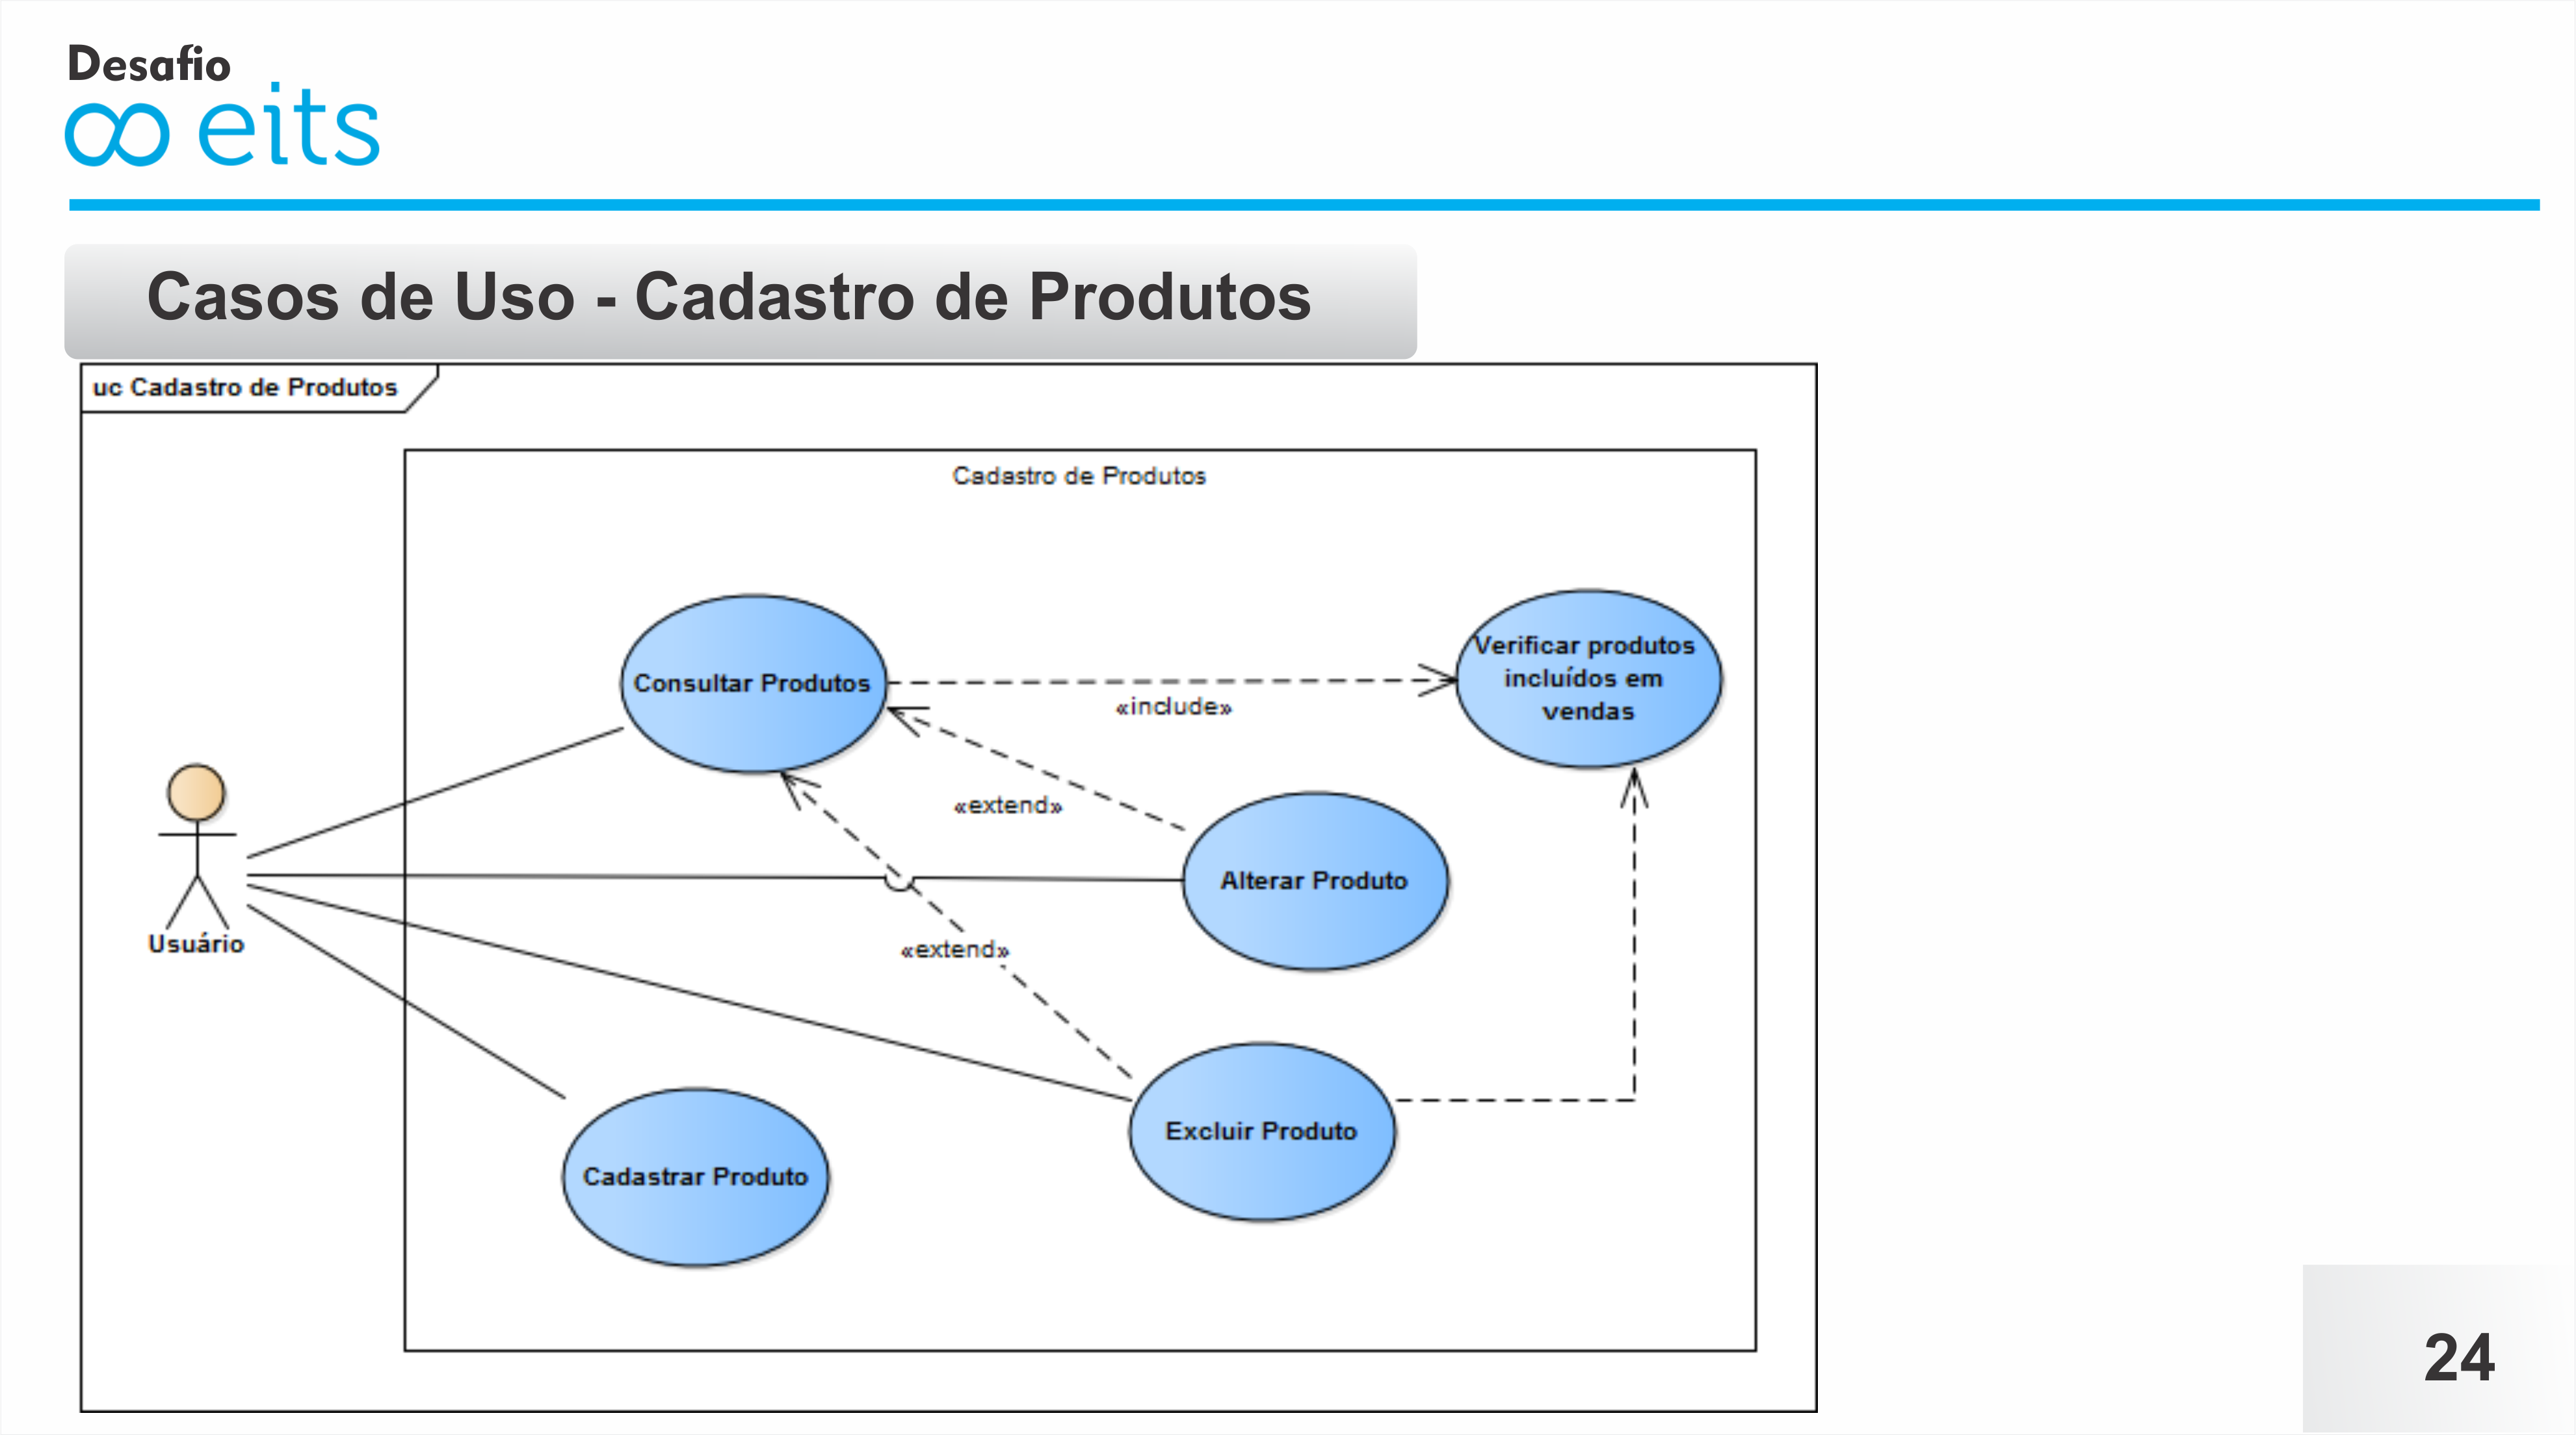 Desafio
eits
Casos de Uso - Cadastro de Produtos
uc Cadastro de Produtos
Cadastro de Produtos
Consultar Produtos
Verificar produtos
incluídos em
vendas
«include»
«extend»
Alterar Produto
Usuário
«extend»
Excluir Produto
Cadastrar Produto
24